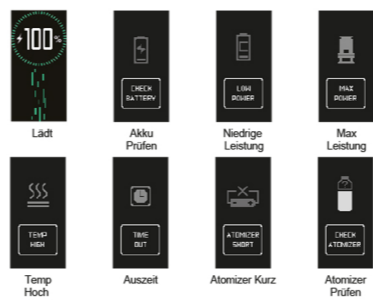 100%
CHECK
BATTERY
LOW
POWER
MAX
POWER
Lädt
Akku
Prüfen
Niedrige
Leistung
Max
Leistung
TEMP
HIGH
TIME
OUT
ATOMIZER
SHORT
CHECK
ATOMIZER
Temp
Hoch
Auszeit
Atomizer Kurz
Atomizer
Prüfen